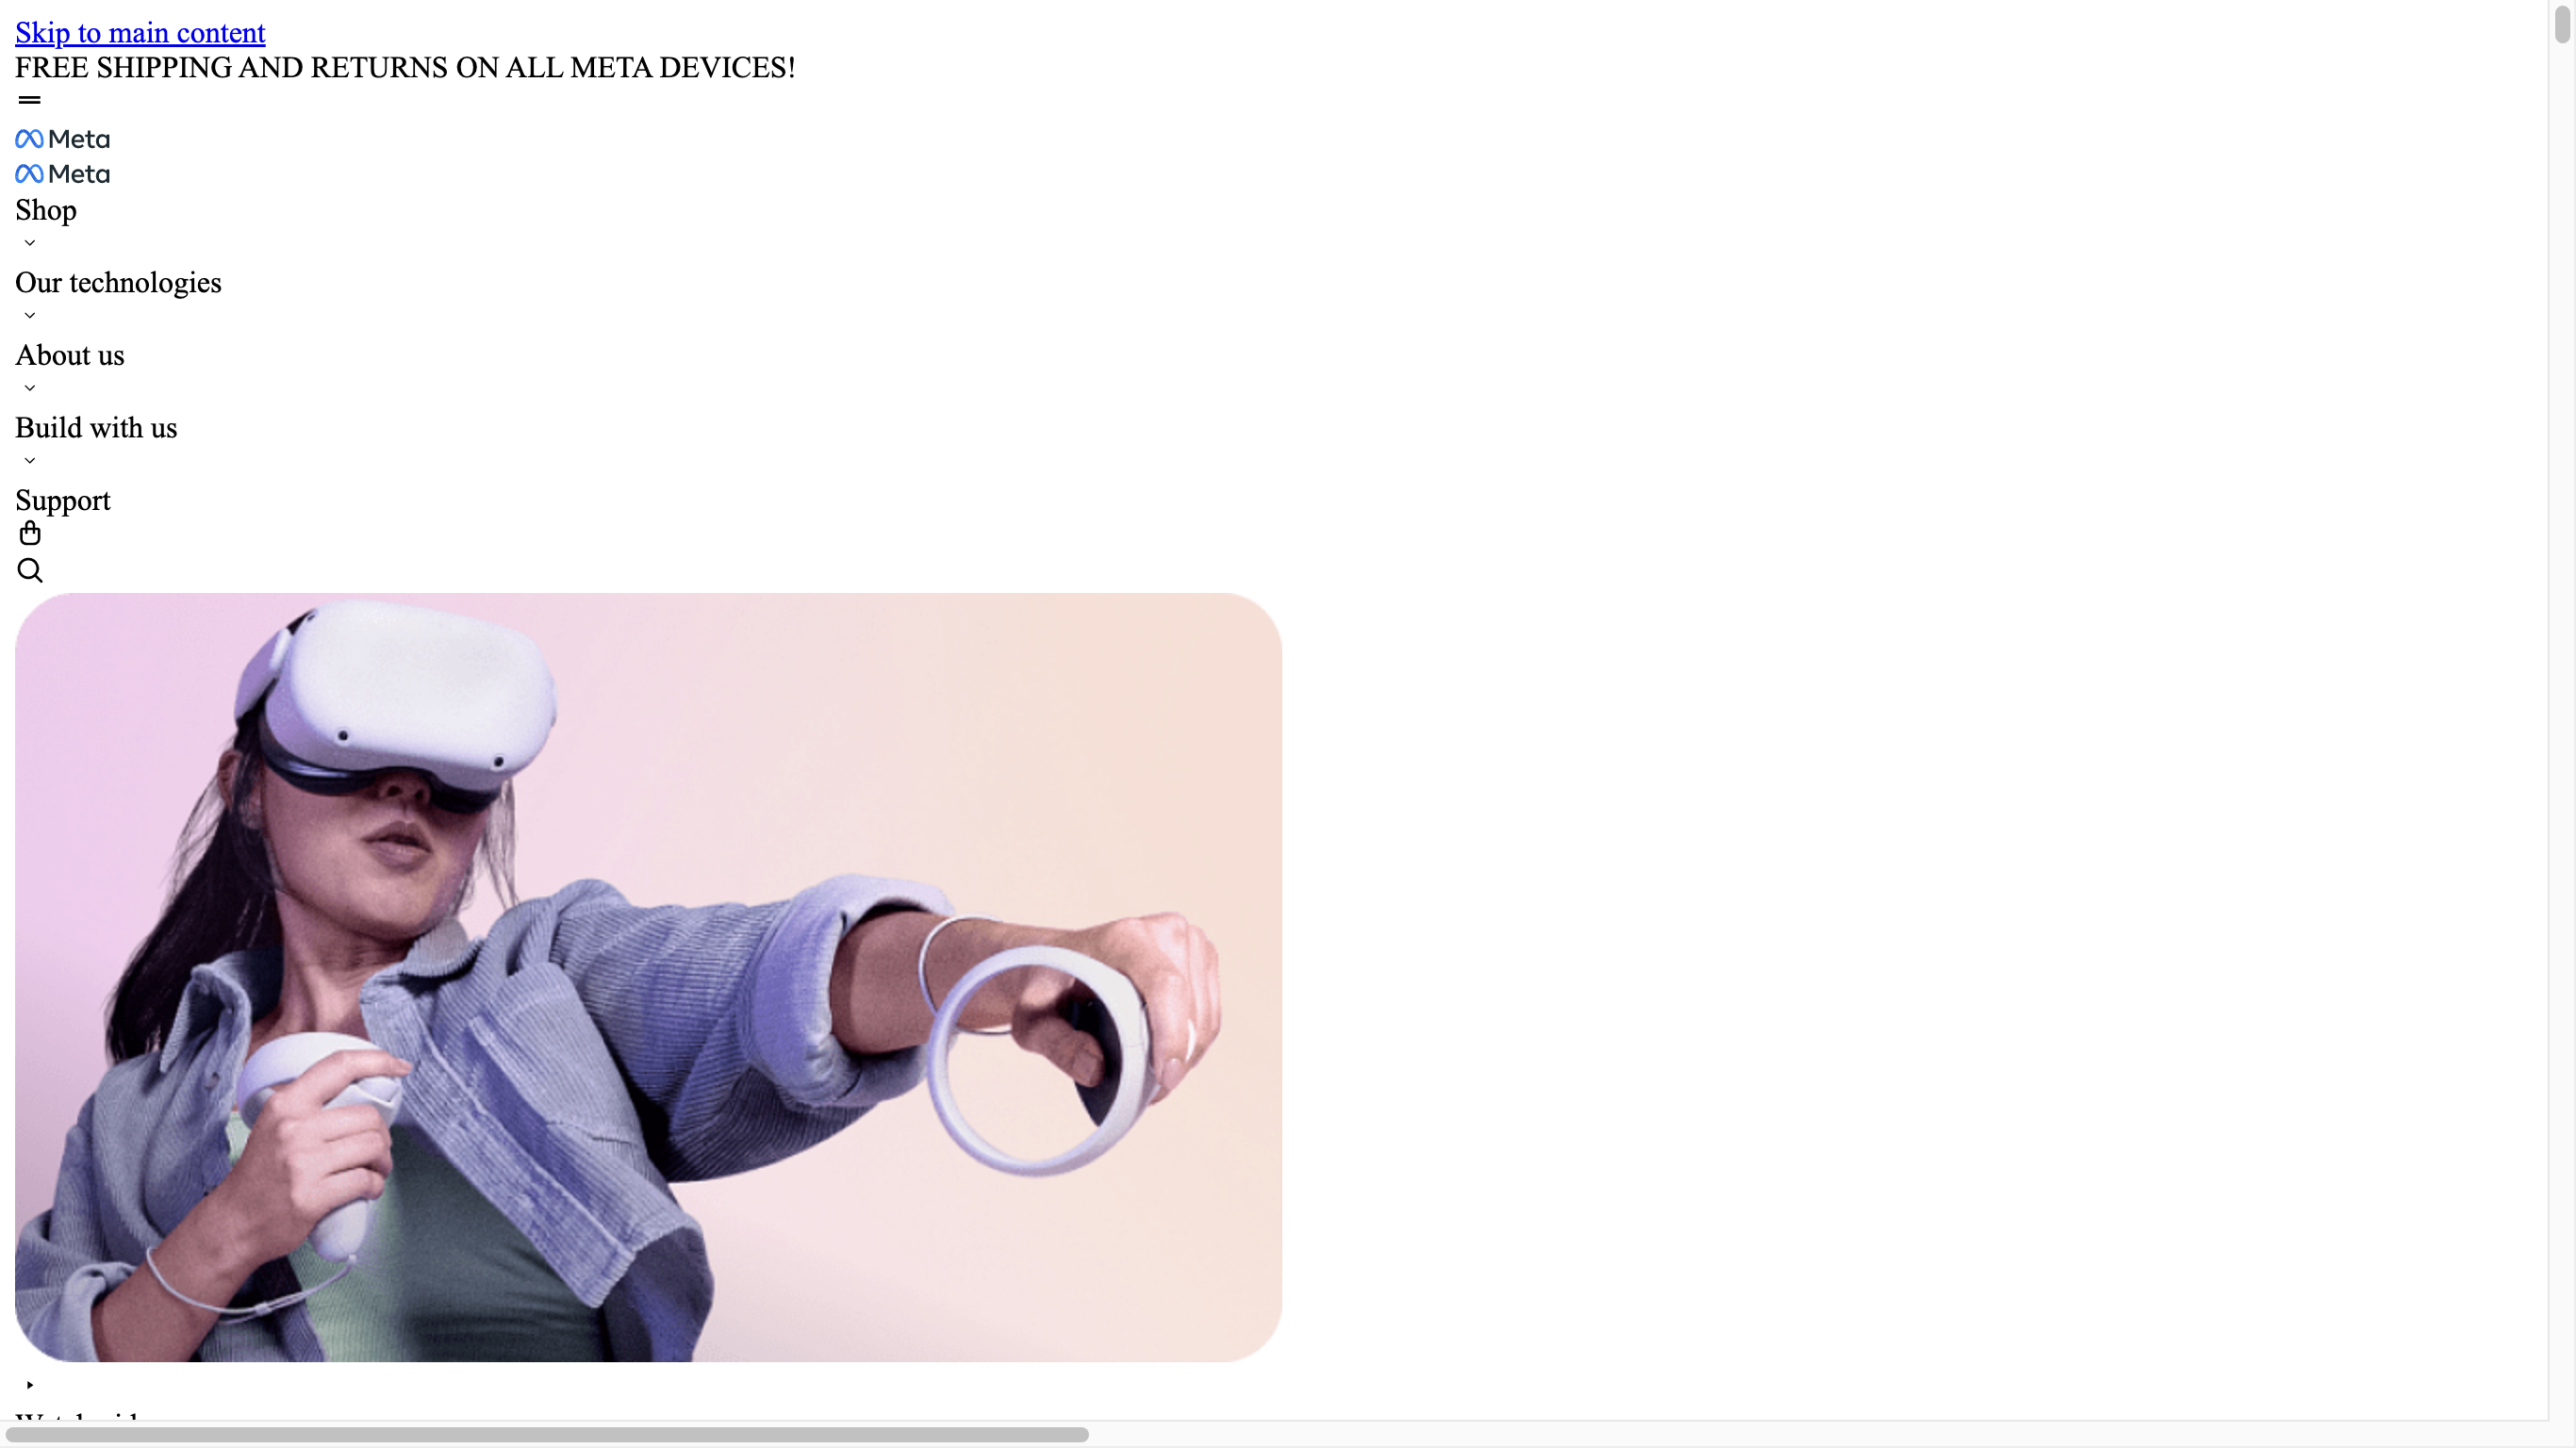 Skip to main content
FREE SHIPPING AND RETURNS ON ALL META DEVICES!
Meta
Meta
Shop
Our technologies
About us
Build with us
Support